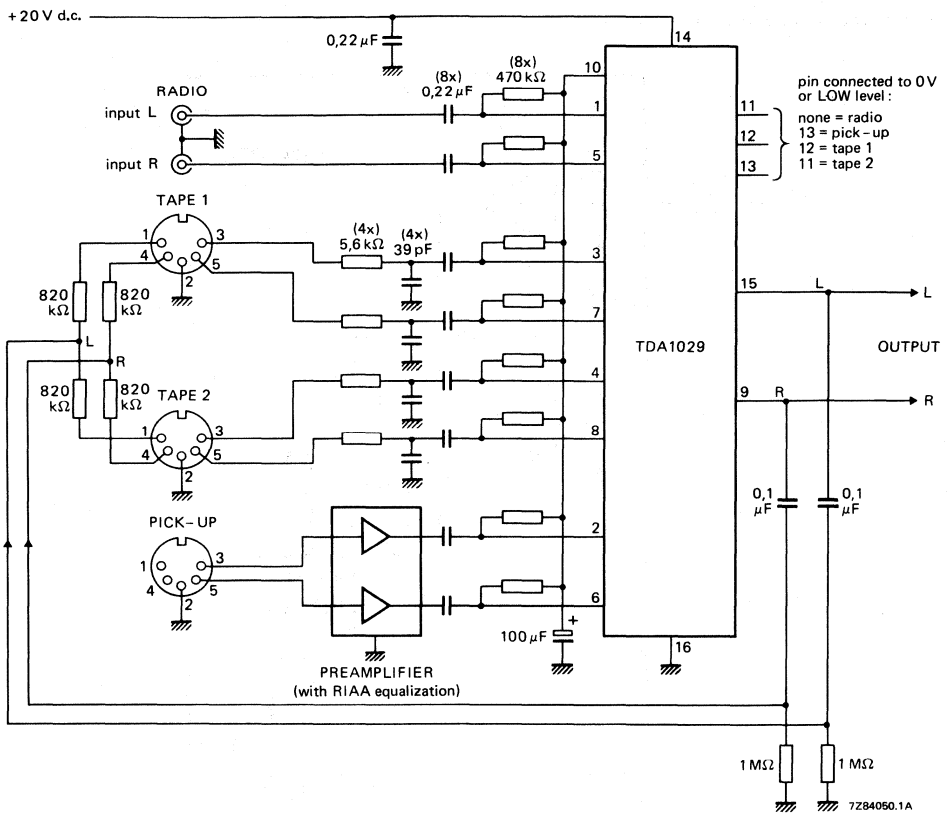 +20 V d.c.
0,22 μF
14
(8x)
0,22 μF
(8x)
470 kΩ
10
RADIO
input L
1
input R
5
11
12
13
pin connected to 0 V
or LOW level :
none = radio
13 = pick-up
12 = tape 1
11 = tape 2
TAPE 1
1
3
4
5
2
(4x)
5,6 kΩ
(4x)
39 pF
3
820
kΩ
820
kΩ
7
15
L
L
L
R
TDA1029
OUTPUT
820
kΩ
820
kΩ
TAPE 2
4
9
R
R
1
3
4
5
2
8
0,1
μF
0,1
μF
PICK-UP
1
3
4
5
2
2
6
100 μF
+
16
PREAMPLIFIER
(with RIAA equalization)
1 MΩ
1 MΩ
7Z84050.1A